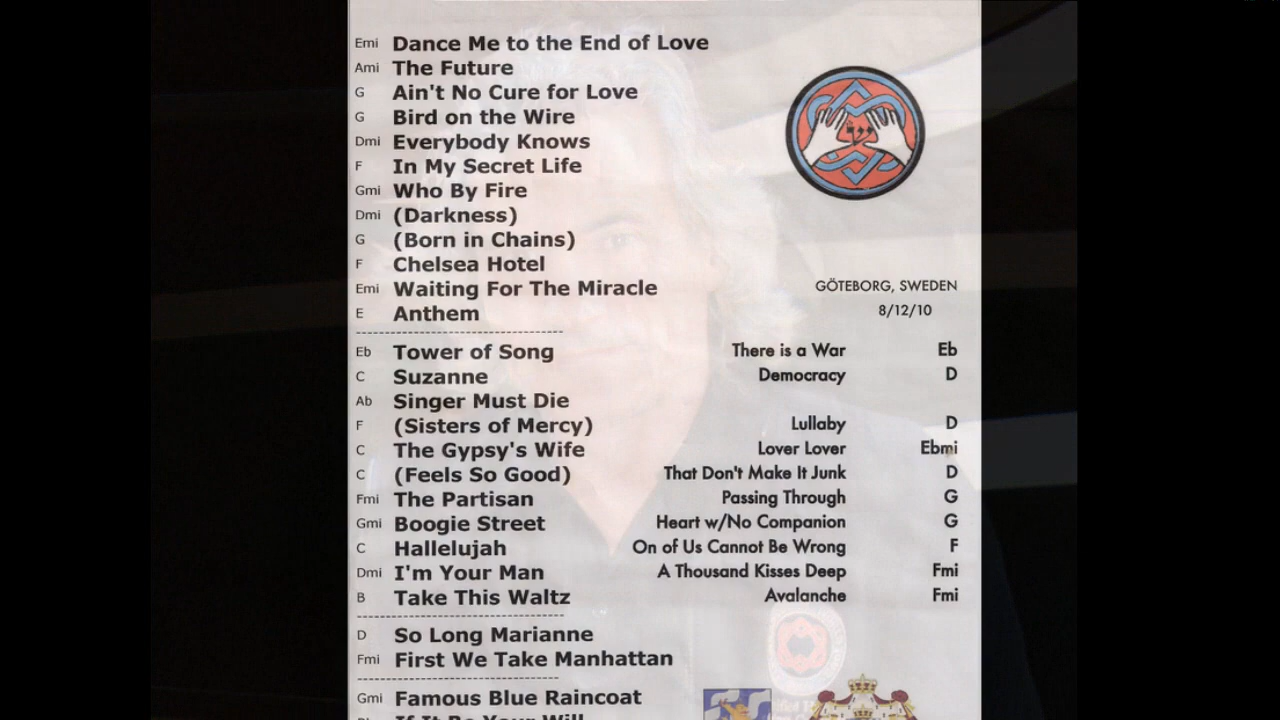 Emi Dance Me to the End of Love
Ami The Future
G Ain't No Cure for Love
G Bird on the Wire
Dmi Everybody Knows
F In My Secret Life
Gmi Who By Fire
Dmi (Darkness)
G (Born in Chains)
F Chelsea Hotel
Emi Waiting For The Miracle
GÖTEBORG, SWEDEN
E Anthem
8/12/10
----------------------------------
Eb Tower of Song There is a War Eb
C Suzanne Democracy D
Ab Singer Must Die
F (Sisters of Mercy) Lullaby D
C The Gypsy's Wife Lover Lover Ebmi
C (Feels So Good) That Don't Make It Junk D
Fmi The Partisan Passing Through G
Gmi Boogie Street Heart w/No Companion G
C Hallelujah On of Us Cannot Be Wrong F
Dmi I'm Your Man A Thousand Kisses Deep Fmi
B Take This Waltz Avalanche Fmi
----------------------------------
D So Long Marianne
Fmi First We Take Manhattan
---------------------------------
Gmi Famous Blue Raincoat
If It Be Your Will